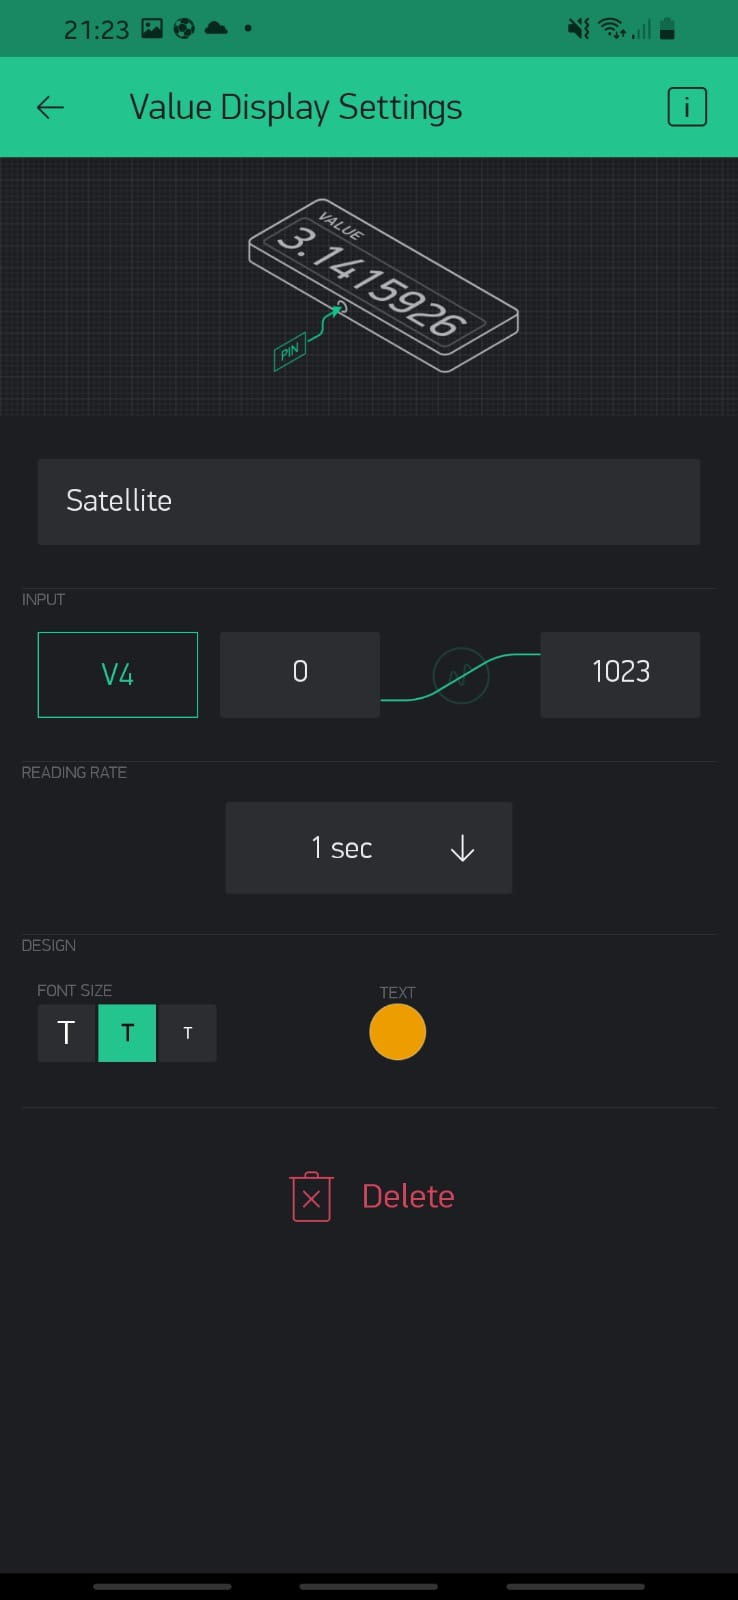 21:23
Value Display Settings
i
VALUE
3.1415926
PIN
Satellite
INPUT
V4
0
1023
READING RATE
1 sec
DESIGN
FONT SIZE
TEXT
T
T
T
Delete